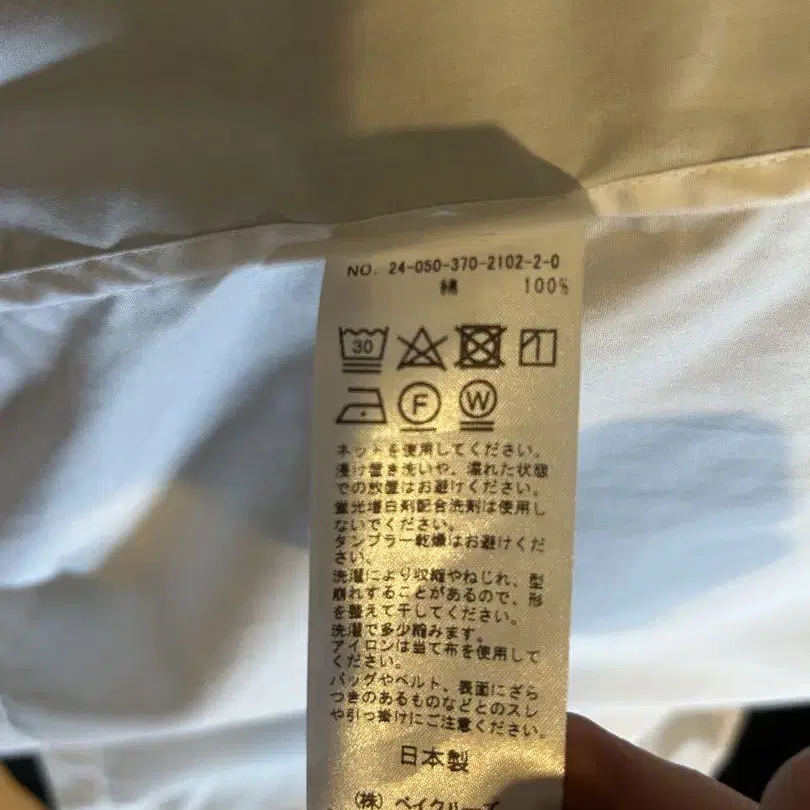 NO. 24-050-370-2102-2-0
綿 100%
30
F W
ネットを使用してください。
浸け置き洗いや、濡れた状態
での放置はお避けください。
蛍光増白剤配合洗剤は使用し
ないでください。
タンブラー乾燥はお避けくだ
さい。
洗濯により収縮やねじれ、型
崩れすることがあるので、形
を整えて干してください。
洗濯で多少縮みます。
アイロンは当て布を使用して
ください。
バッグやベルト、表面にざら
つきのあるものなどとのスレ
や引っ掛けにご注意ください。
日本製
(株) ベイクルーズ